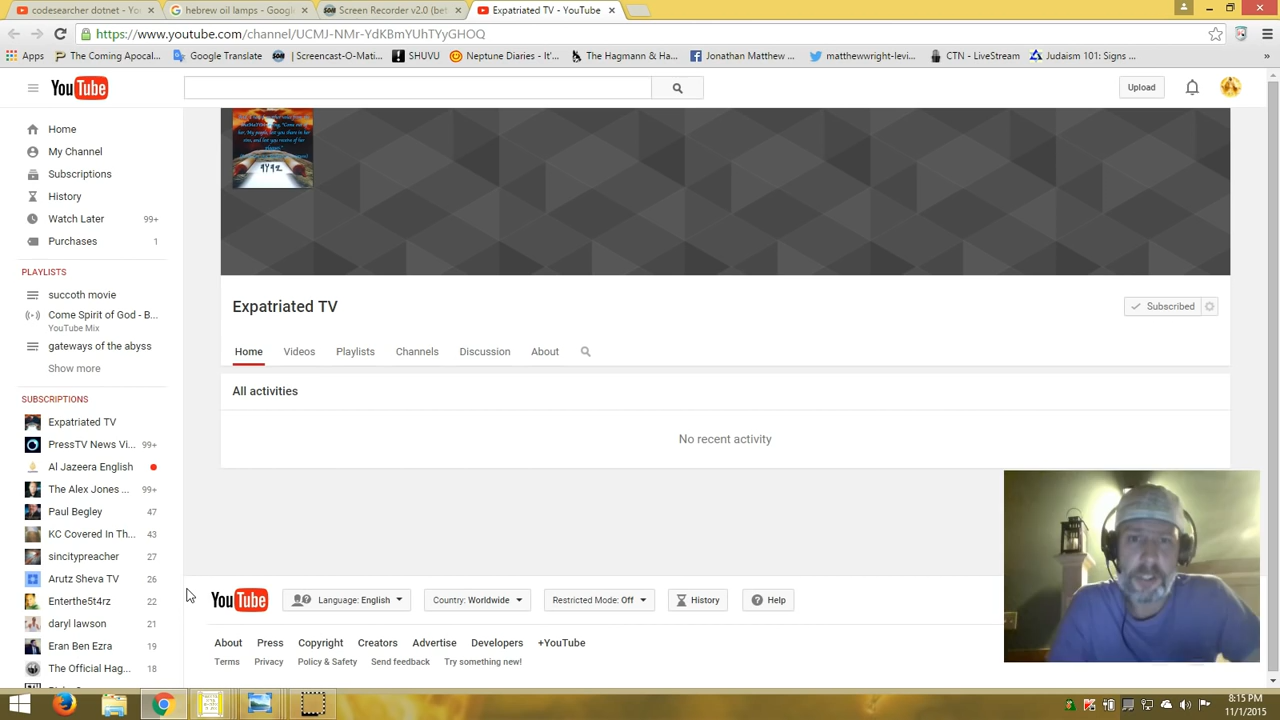 codesearcher dotnet - Yo
hebrew oil lamps - Googl
Screen Recorder v2.0 (bet
Expatriated TV - YouTube
https://www.youtube.com/channel/UCMJ-NMr-YdKBmYUhTYyGHOQ
Apps
The Coming Apocal...
Google Translate
|Screencast-O-Matic
SHUVU
Neptune Diaries - It'...
The Hagmann & Ha...
Jonathan Matthew ...
matthewwright-levi...
CTN - LiveStream
Judaism 101: Signs ...
»
YouTube
Upload
Home
My Channel
Subscriptions
History
Watch Later 99+
Purchases 1
PLAYLISTS
succoth movie
Come Spirit of God - B...
YouTube Mix
gateways of the abyss
Show more
SUBSCRIPTIONS
Expatriated TV
PressTV News Vi... 99+
Al Jazeera English
The Alex Jones ... 99+
Paul Begley 47
KC Covered In Th... 43
sincitypreacher 27
Arutz Sheva TV 26
Enterthe5t4rz 22
daryl lawson 21
Eran Ben Ezra 19
The Official Hag... 18
Expatriated TV
Subscribed
Home Videos Playlists Channels Discussion About
All activities
No recent activity
YouTube
Language: English
Country: Worldwide
Restricted Mode: Off
History
Help
About Press Copyright Creators Advertise Developers +YouTube
Terms Privacy Policy & Safety Send feedback Try something new!
8:15 PM
11/1/2015